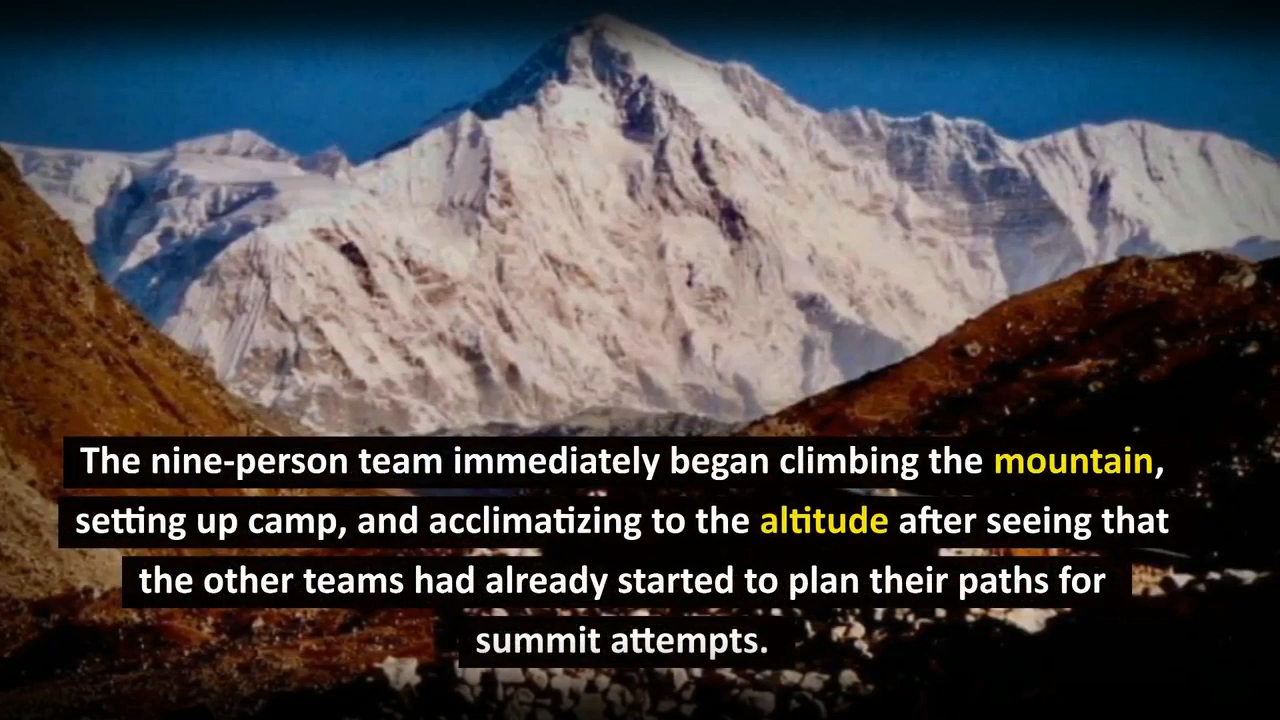 The nine-person team immediately began climbing the mountain,
setting up camp, and acclimatizing to the altitude after seeing that
the other teams had already started to plan their paths for
summit attempts.